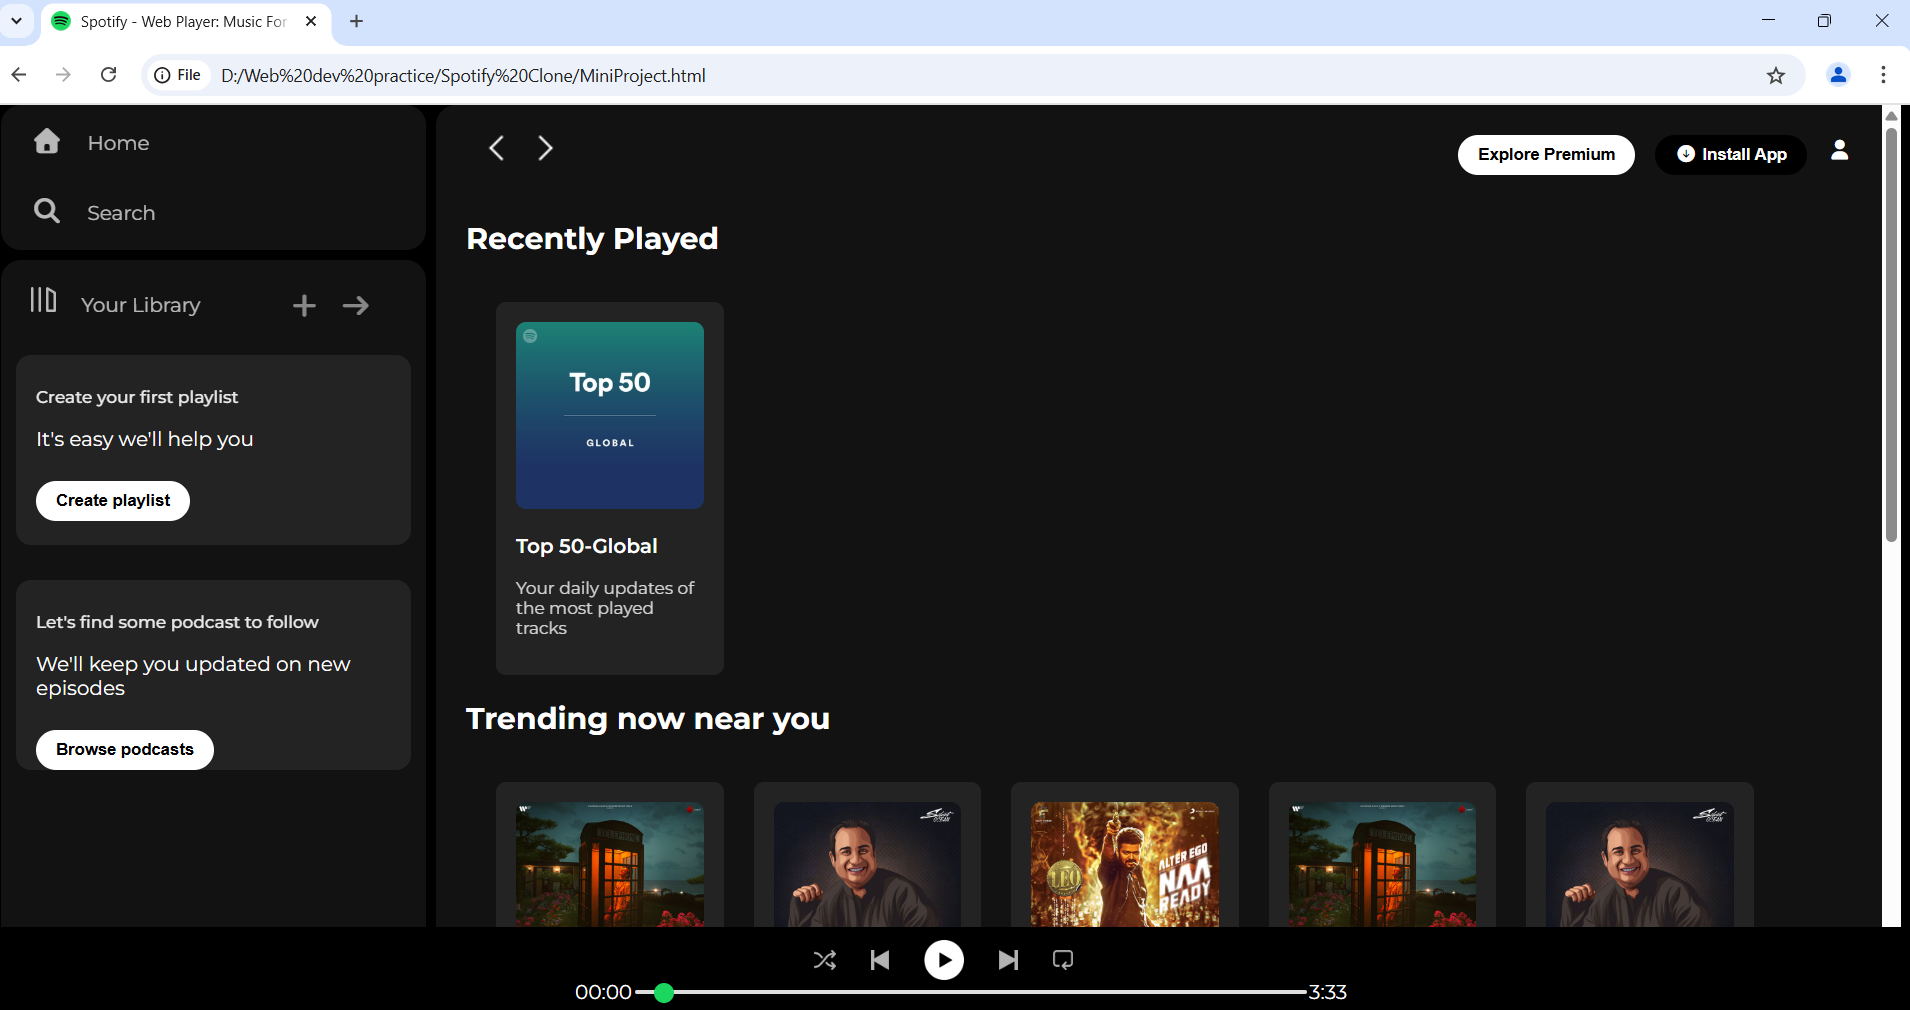 Spotify - Web Player: Music For
File
D:/Web%20dev%20practice/Spotify%20Clone/MiniProject.html
Home
Search
Your Library
Create your first playlist
It's easy we'll help you
Create playlist
Let's find some podcast to follow
We'll keep you updated on new
episodes
Browse podcasts
Explore Premium
Install App
Recently Played
Top 50
GLOBAL
Top 50-Global
Your daily updates of
the most played
tracks
Trending now near you
TELEPHONE
OCEAN
LEO
ALTER EGO
NAA
READY
TELEPHONE
OCEAN
00:00
3:33